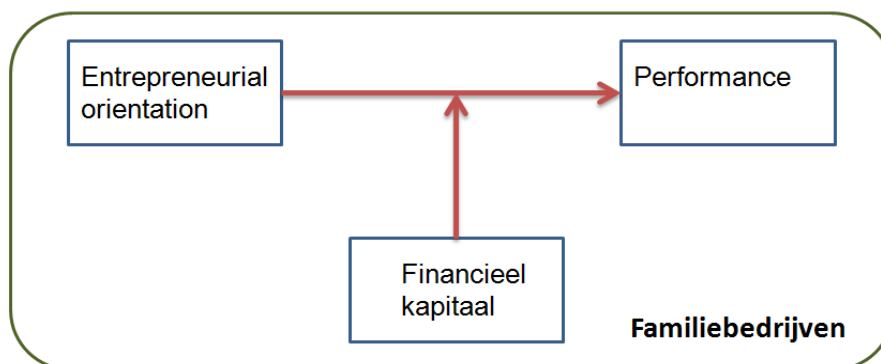 Entrepreneurial
orientation
Performance
Financieel
kapitaal
Familiebedrijven